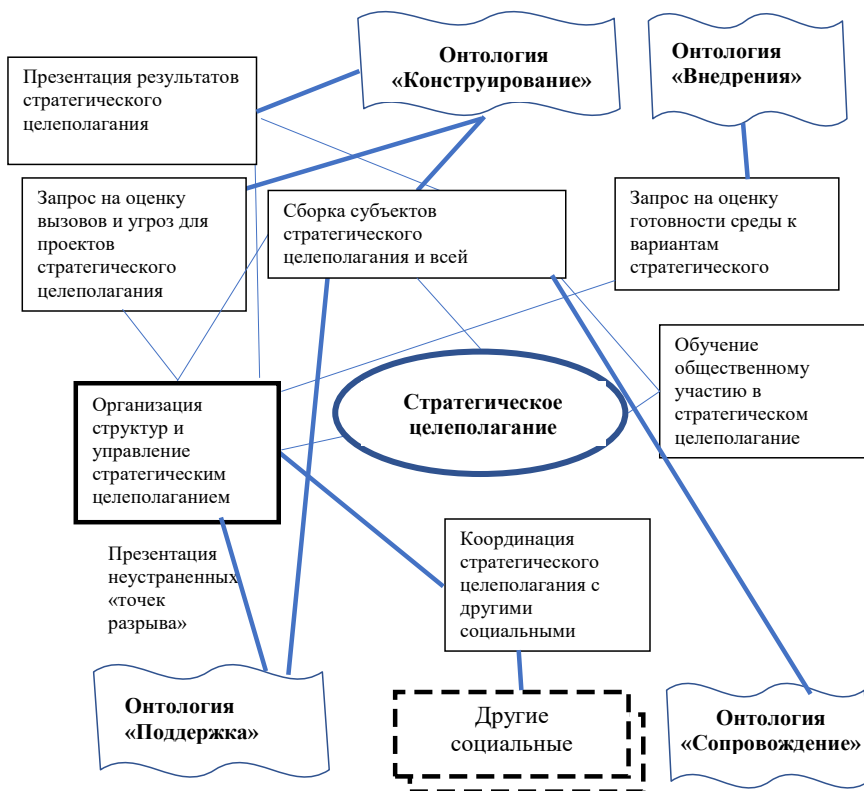 Онтология
«Конструирование»
Онтология
«Внедрения»
Презентация результатов
стратегического
целеполагания
Запрос на оценку
вызовов и угроз для
проектов
стратегического
целеполагания
Сборка субъектов
стратегического
целеполагания и всей
Запрос на оценку
готовности среды к
вариантам
стратегического
Обучение
общественному
участию в
стратегическом
целеполагание
Стратегическое
целеполагание
Организация
структур и
управление
стратегическим
целеполаганием
Презентация
неустраненных
«точек
разрыва»
Координация
стратегического
целеполагания с
другими
социальными
Онтология
«Поддержка»
Другие
социальные
Онтология
«Сопровождение»